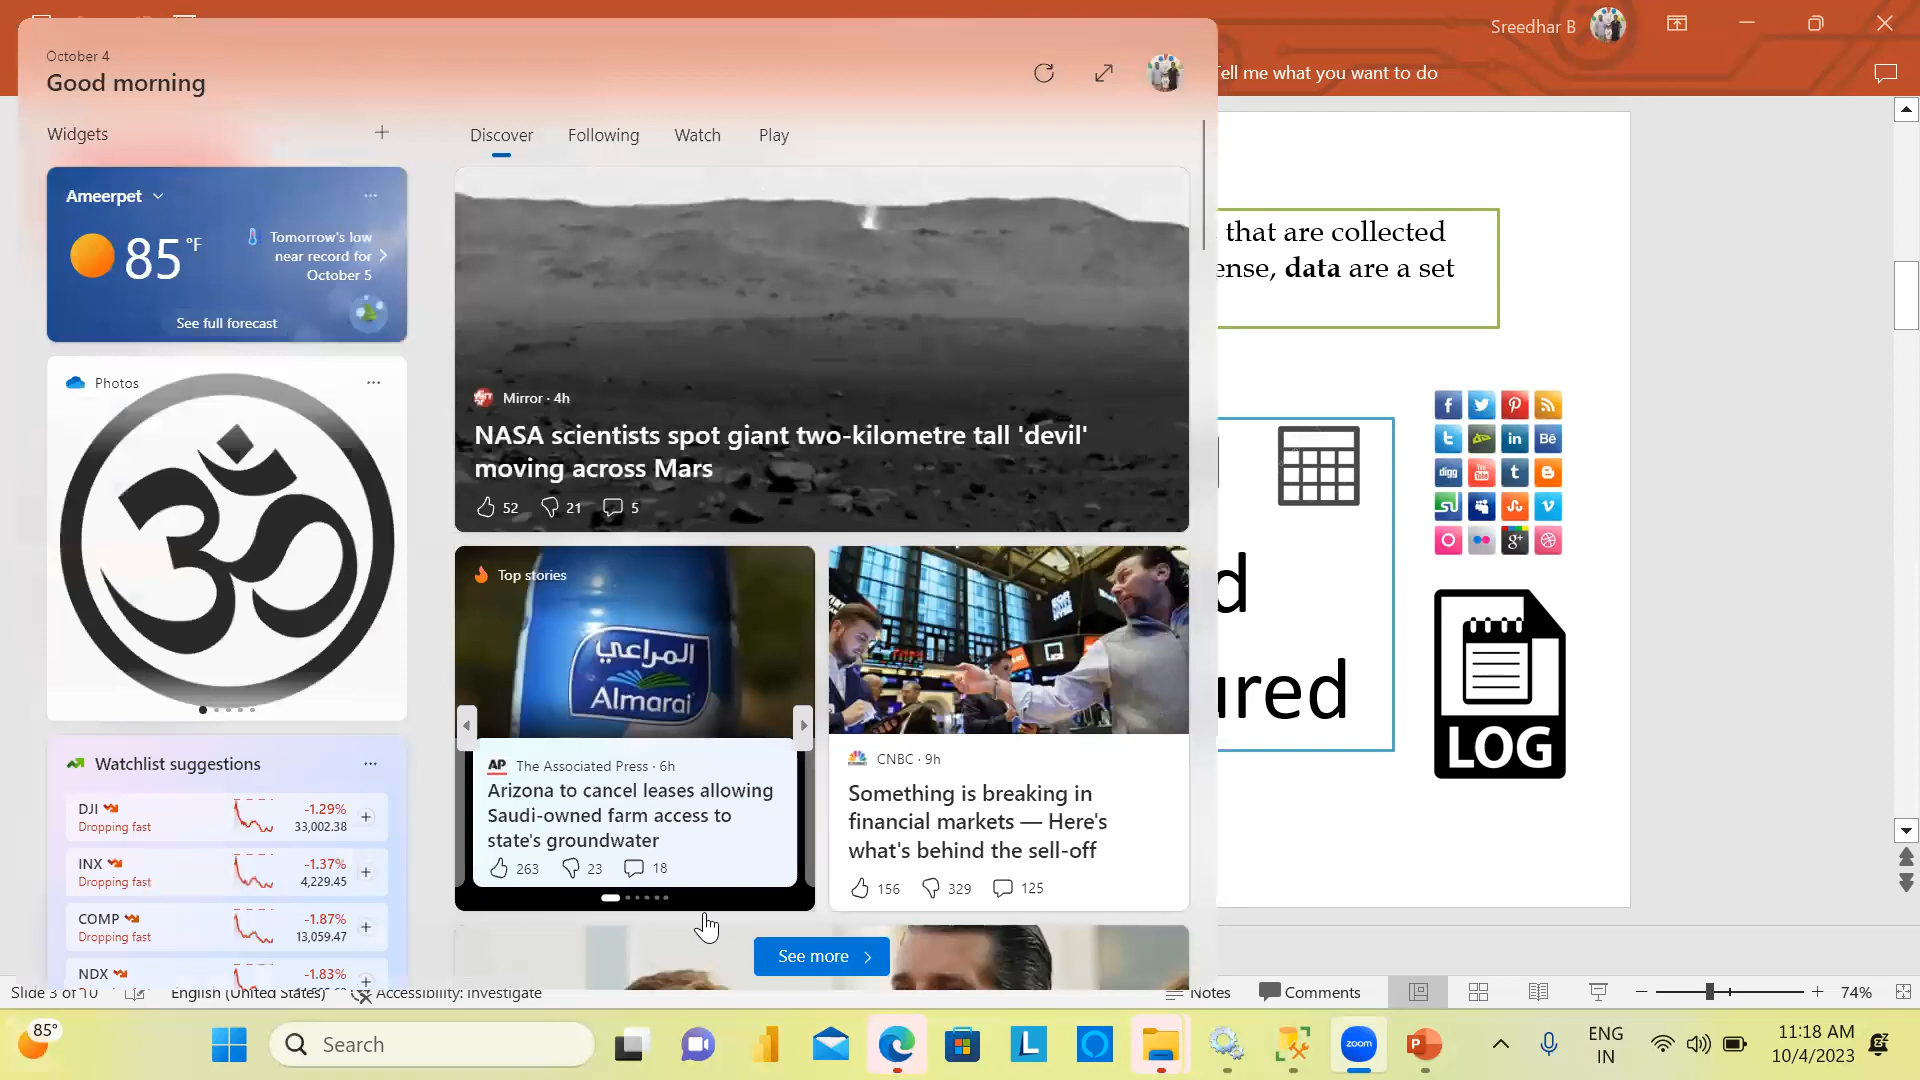 Sreedhar B
Tell me what you want to do
October 4
Good morning
Widgets
Discover
Following
Watch
Play
Ameerpet
85 °F
Tomorrow's low
near record for
October 5
See full forecast
Photos
ॐ
Watchlist suggestions
DJI
-1.29%
Dropping fast
33,002.38
INX
-1.37%
Dropping fast
4,229.45
COMP
-1.87%
Dropping fast
13,059.47
NDX
-1.83%
Mirror · 4h
NASA scientists spot giant two-kilometre tall 'devil'
moving across Mars
52
21
5
Top stories
المراعي
Almarai
AP The Associated Press · 6h
Arizona to cancel leases allowing
Saudi-owned farm access to
state's groundwater
263
23
18
CNBC · 9h
Something is breaking in
financial markets — Here's
what's behind the sell-off
156
329
125
See more
that are collected
ense, data are a set
d
ured
digg
You
Tube
in
Bē
g+
LOG
Slide 3 of 10
English (United States)
Accessibility: Investigate
Notes
Comments
74%
85°
Search
L
zoom
P
ENG
IN
11:18 AM
10/4/2023